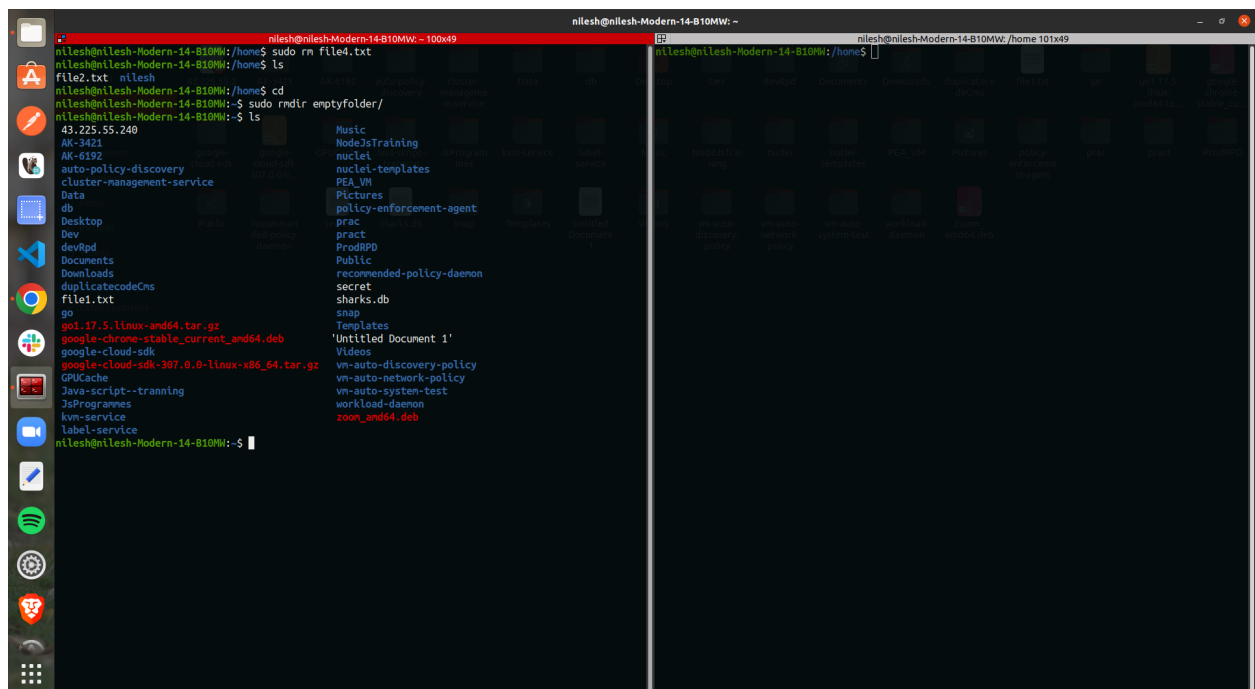 nilesh@nilesh-Modern-14-B10MW: ~
nilesh@nilesh-Modern-14-B10MW: ~ 100x49
nilesh@nilesh-Modern-14-B10MW:/home$ sudo rm file4.txt
nilesh@nilesh-Modern-14-B10MW:/home$ ls
file2.txt nilesh
nilesh@nilesh-Modern-14-B10MW:/home$ cd
nilesh@nilesh-Modern-14-B10MW:~$ sudo rmdir emptyfolder/
nilesh@nilesh-Modern-14-B10MW:~$ ls
43.225.55.240 Music
AK-3421 NodeJsTraining
AK-6192 nuclei
auto-policy-discovery nuclei-templates
cluster-management-service PEA_VM
Data Pictures
db policy-enforcement-agent
Desktop prac
Dev pract
devRpd ProdRPD
Documents Public
Downloads recommended-policy-daemon
duplicatecodeCms secret
file1.txt sharks.db
go snap
go1.17.5.linux-amd64.tar.gz Templates
google-chrome-stable_current_amd64.deb 'Untitled Document 1'
google-cloud-sdk Videos
google-cloud-sdk-307.0.0-linux-x86_64.tar.gz vm-auto-discovery-policy
GPUCache vm-auto-network-policy
Java-script--tranning vm-auto-system-test
JsProgrammes workload-daemon
kvm-service zoom_amd64.deb
label-service
nilesh@nilesh-Modern-14-B10MW:~$
nilesh@nilesh-Modern-14-B10MW: /home 101x49
nilesh@nilesh-Modern-14-B10MW:/home$